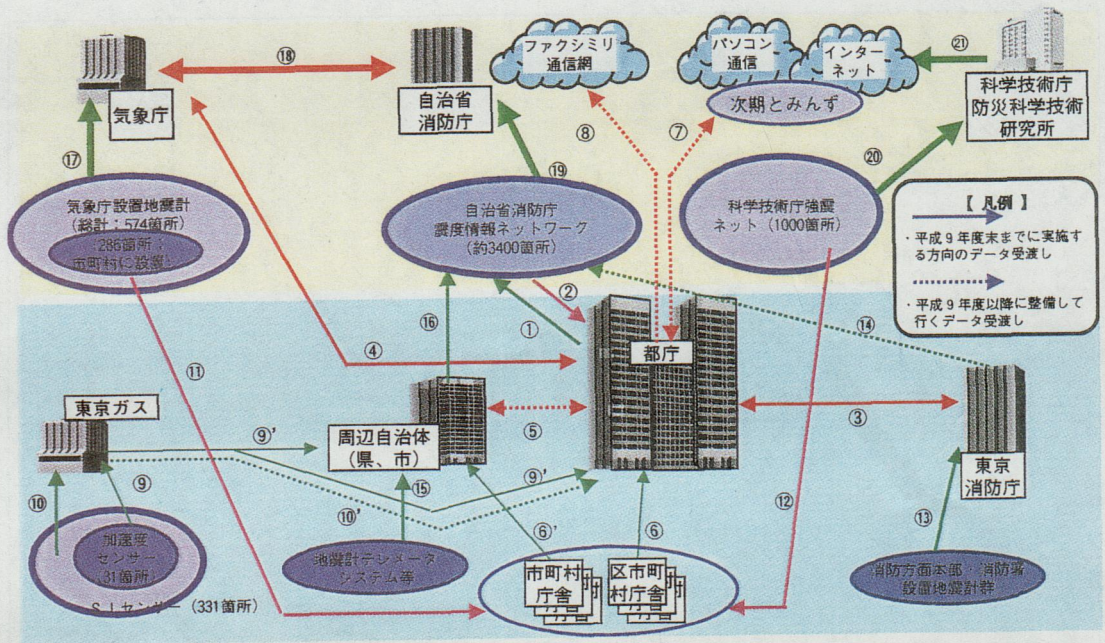 ⑱
ファクシミリ
通信網
パソコン
通信
インター
ネット
次期とみんず
㉑
気象庁
自治省
消防庁
科学技術庁
防災科学技術
研究所
⑧
⑦
⑰
⑲
⑳
気象庁設置地震計
(総計:574箇所)
286箇所:
市町村に設置
自治省消防庁
震度情報ネットワーク
(約3400箇所)
科学技術庁強震
ネット(1000箇所)
【 凡例 】
・平成9年度末までに実施す
る方向のデータ受渡し
・平成9年度以降に整備して
行くデータ受渡し
②
①
⑯
⑭
④
都庁
⑪
東京ガス
⑨'
周辺自治体
(県、市)
⑤
③
⑨'
東京
消防庁
⑩
⑨
⑮
⑩'
⑫
⑬
⑥'
⑥
加速度
センサー
31箇所
SIセンサー(331箇所)
地震計テレメータ
システム等
市町村
庁舎
区市町
村庁舎
消防方面本部・消防署
設置地震計群